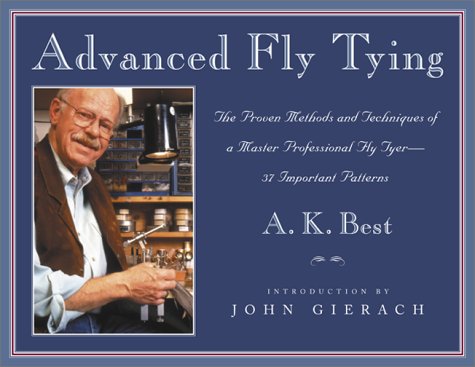 Advanced Fly Tying
The Proven Methods and Techniques of
a Master Professional Fly Tyer—
37 Important Patterns
A. K. Best
INTRODUCTION BY
JOHN GIERACH